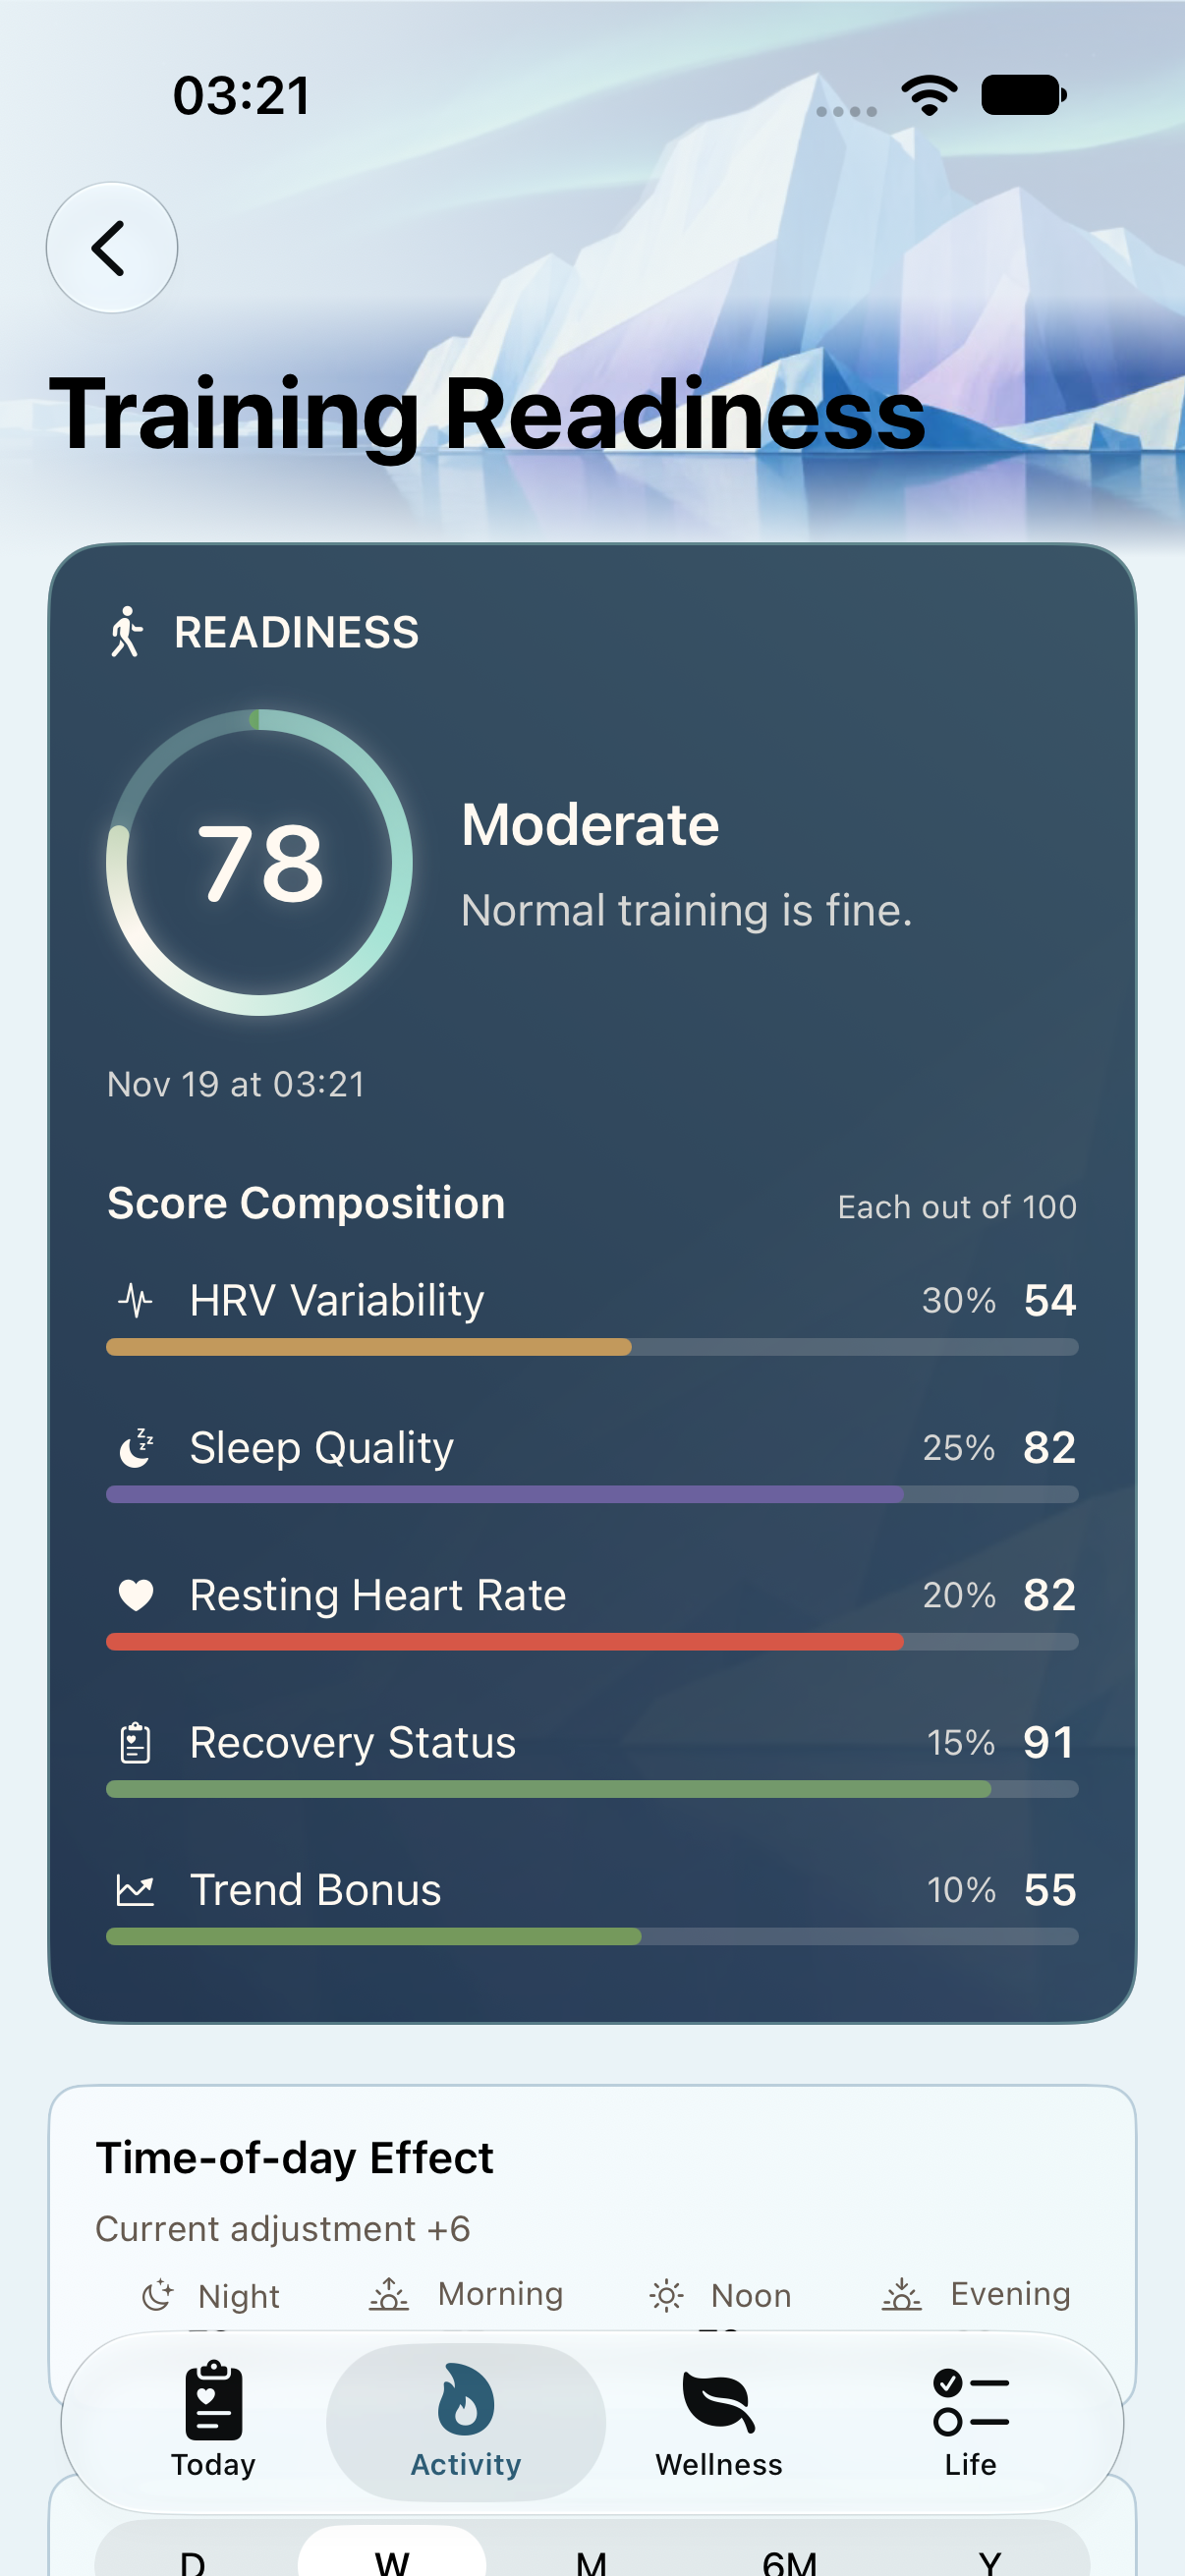 03:21
Training Readiness
READINESS
78
Moderate
Normal training is fine.
Nov 19 at 03:21
Score Composition Each out of 100
HRV Variability 30% 54
Sleep Quality 25% 82
Resting Heart Rate 20% 82
Recovery Status 15% 91
Trend Bonus 10% 55
Time-of-day Effect
Current adjustment +6
Night Morning Noon Evening
Today Activity Wellness Life
D W M 6M Y